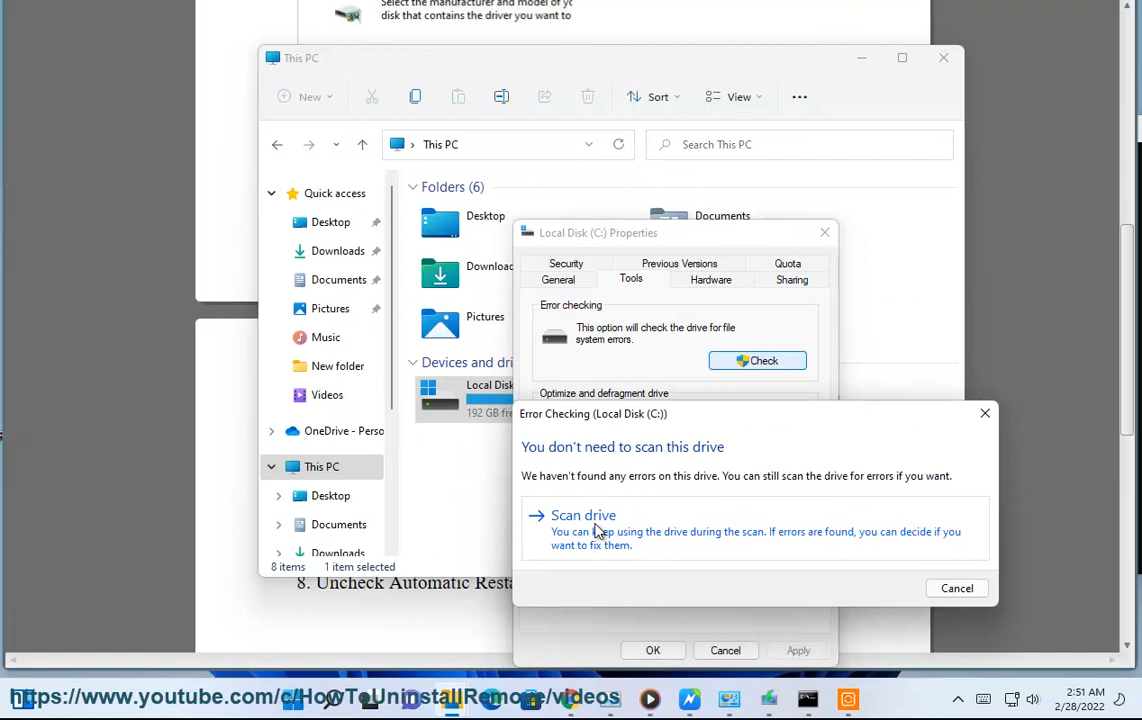 Select the manufacturer and model of yo
disk that contains the driver you want to
This PC
New
Sort
View
This PC
Search This PC
Quick access
Desktop
Downloads
Documents
Pictures
Music
New folder
Videos
OneDrive - Perso
This PC
Desktop
Documents
Downloads
Folders (6)
Desktop
Documents
Downloac
Pictures
Devices and dri
Local Disk
192 GB fre
8 items
1 item selected
Local Disk (C:) Properties
Security
Previous Versions
Quota
General
Tools
Hardware
Sharing
Error checking
This option will check the drive for file
system errors.
Check
Optimize and defragment drive
Error Checking (Local Disk (C:))
You don't need to scan this drive
We haven't found any errors on this drive. You can still scan the drive for errors if you want.
Scan drive
You can keep using the drive during the scan. If errors are found, you can decide if you
want to fix them.
Cancel
OK
Cancel
Apply
8. Uncheck Automatic Resta
https://www.youtube.com/c/HowToUninstallRemove/videos
2:51 AM
2/28/2022